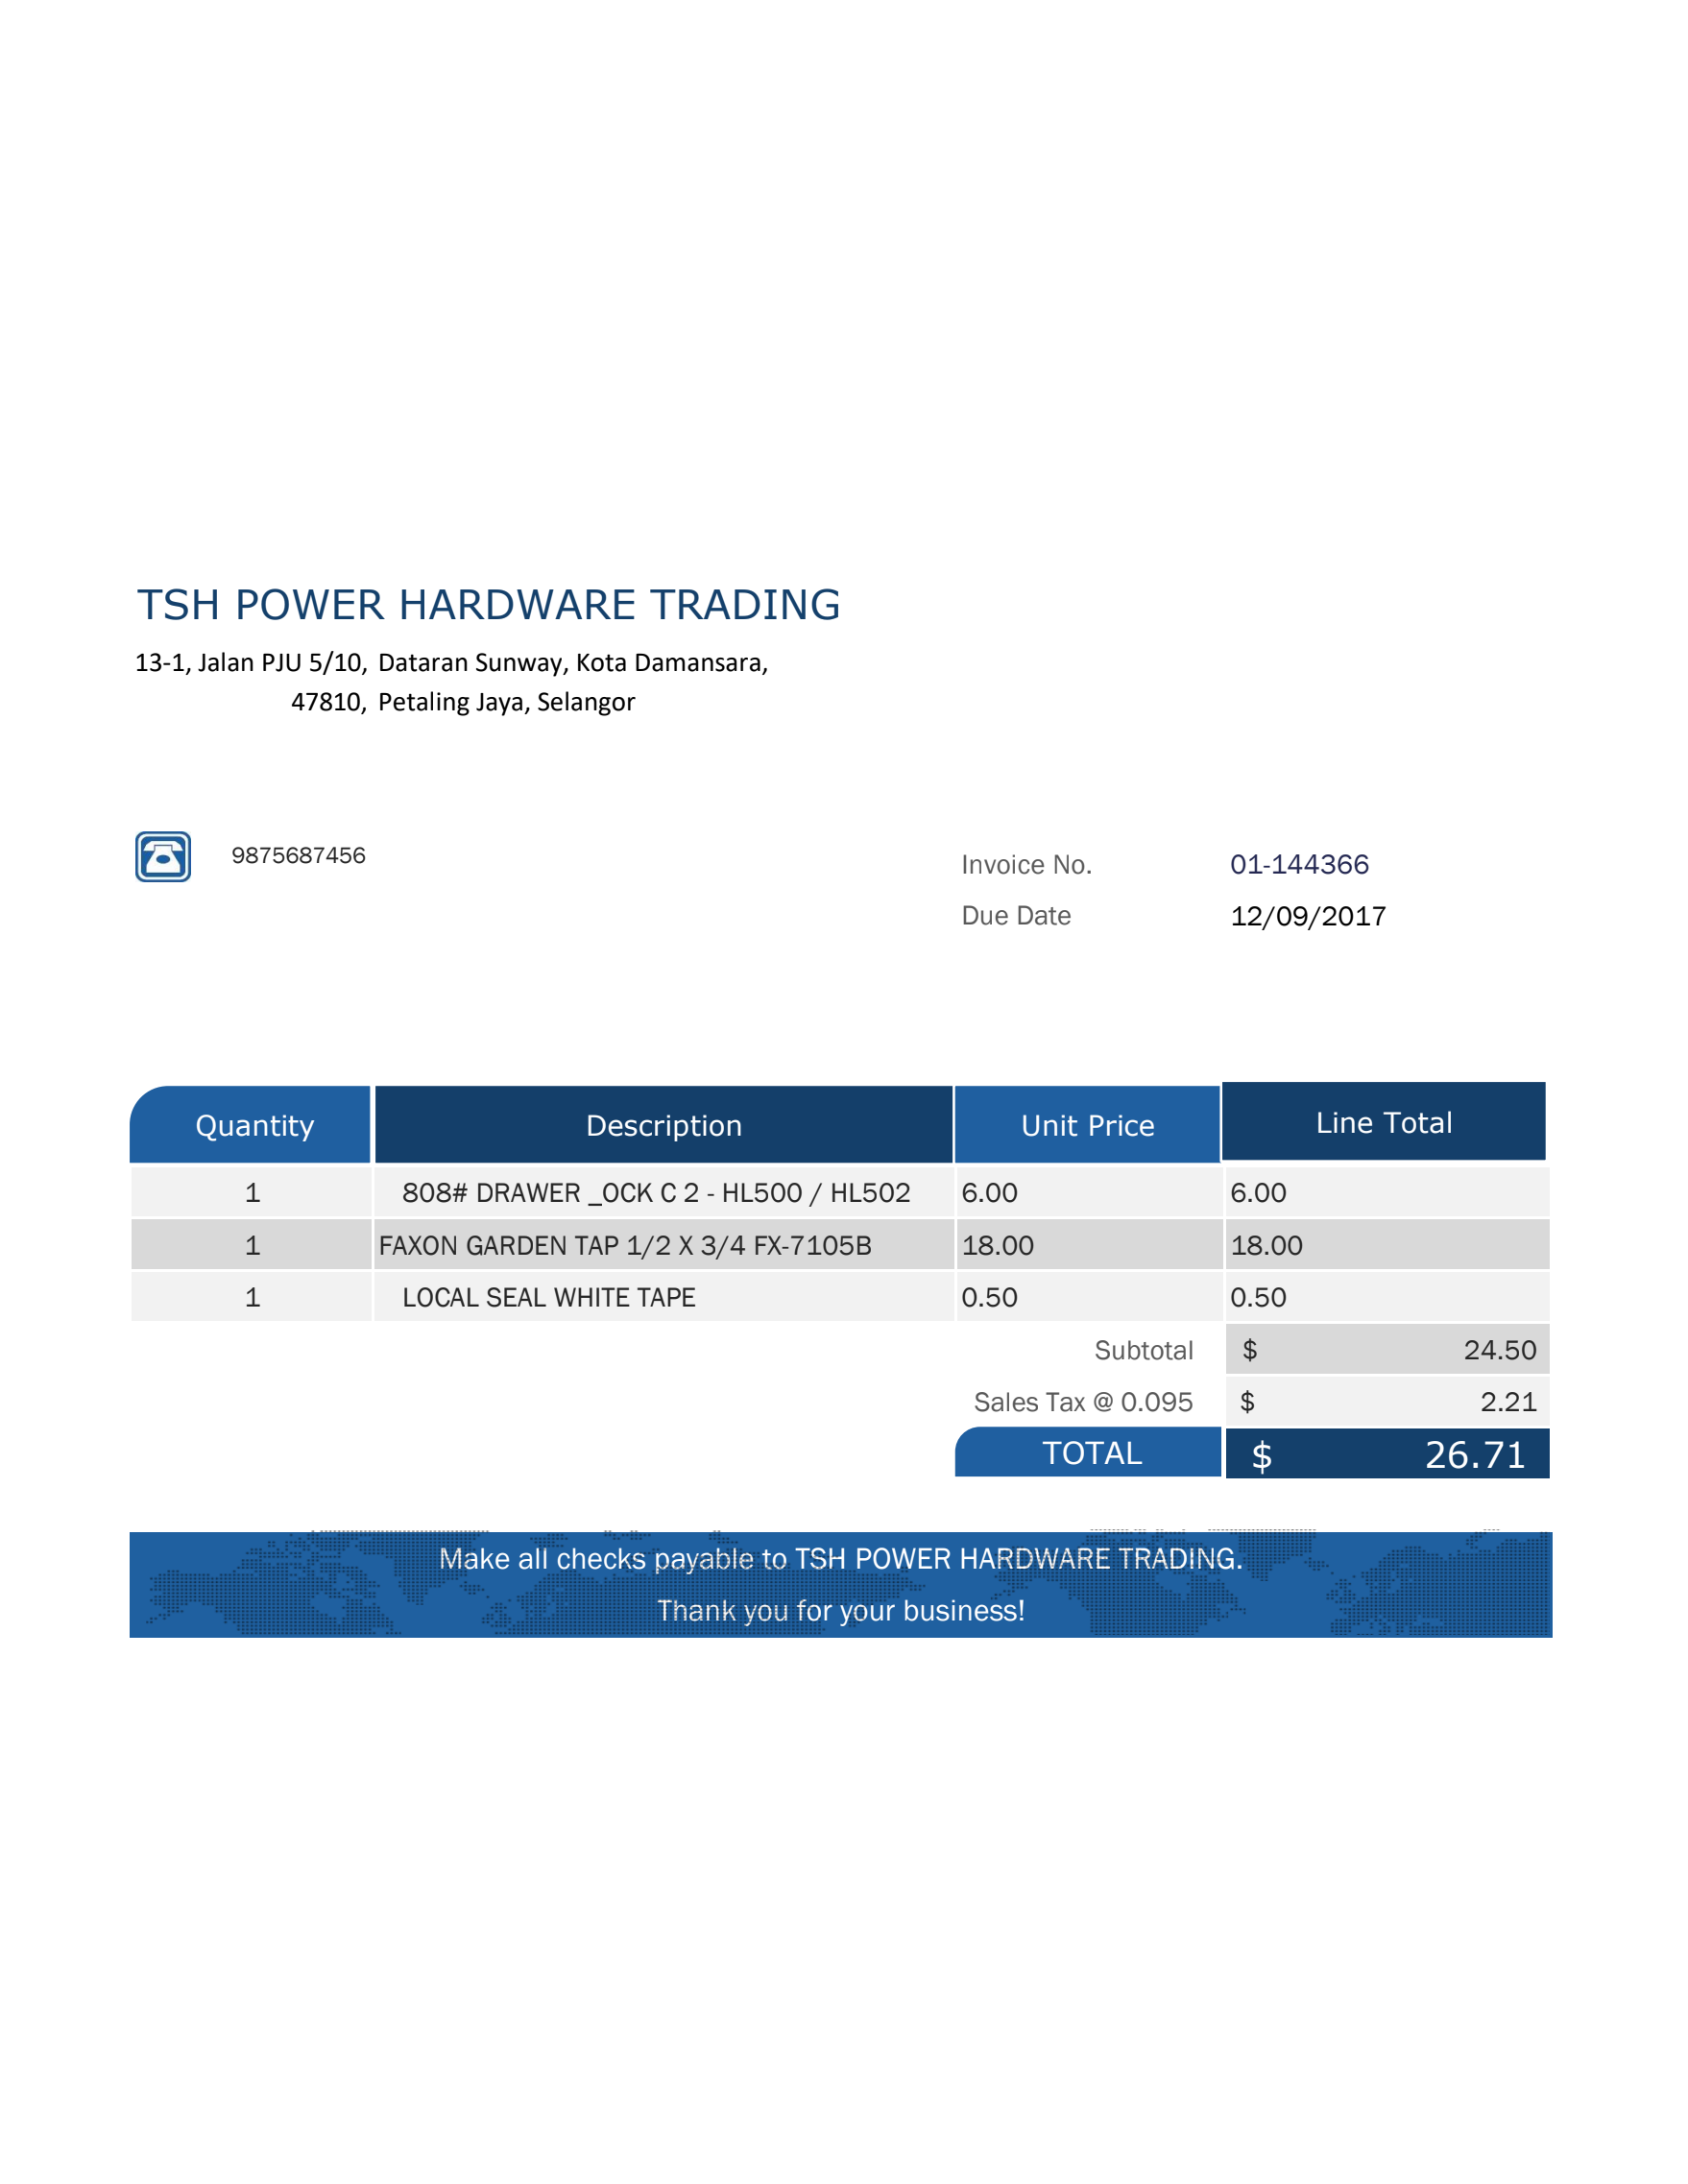 TSH POWER HARDWARE TRADING
13-1, Jalan PJU 5/10, Dataran Sunway, Kota Damansara,
47810, Petaling Jaya, Selangor
9875687456
Invoice No. 01-144366
Due Date 12/09/2017
Quantity Description Unit Price Line Total
1 808# DRAWER _OCK C 2 - HL500 / HL502 6.00 6.00
1 FAXON GARDEN TAP 1/2 X 3/4 FX-7105B 18.00 18.00
1 LOCAL SEAL WHITE TAPE 0.50 0.50
Subtotal $ 24.50
Sales Tax @ 0.095 $ 2.21
TOTAL $ 26.71
Make all checks payable to TSH POWER HARDWARE TRADING.
Thank you for your business!